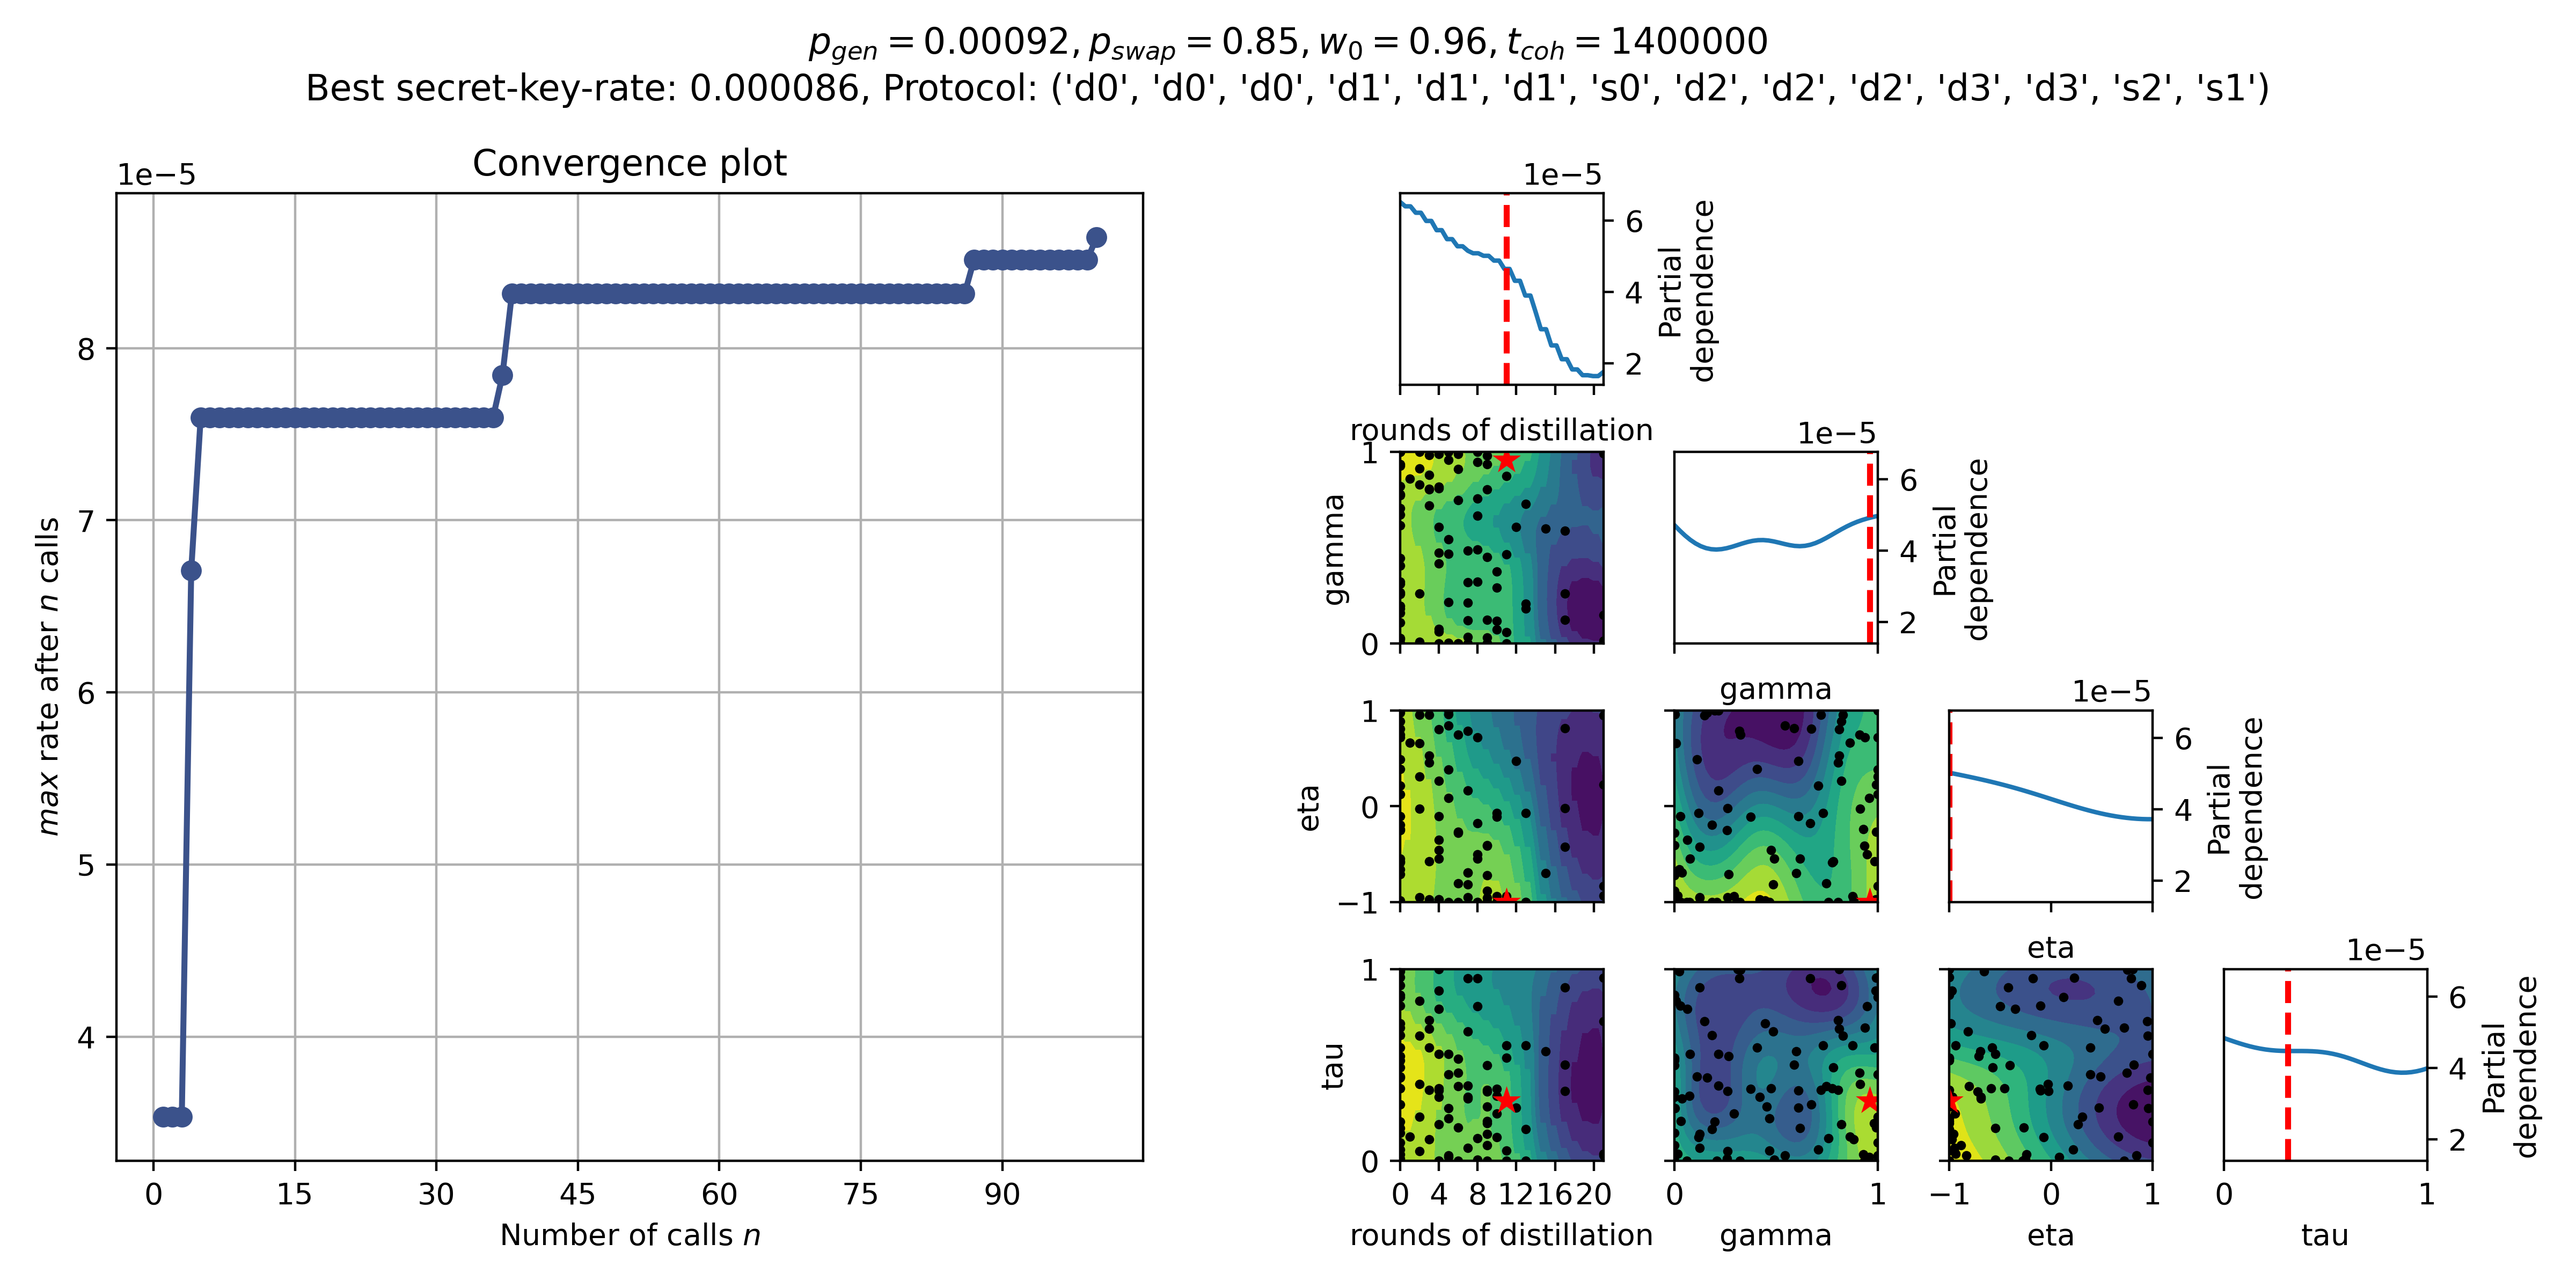 p_gen = 0.00092, p_swap = 0.85, w_0 = 0.96, t_coh = 1400000
Best secret-key-rate: 0.000086, Protocol: ('d0', 'd0', 'd0', 'd1', 'd1', 'd1', 's0', 'd2', 'd2', 'd2', 'd3', 'd3', 's2', 's1')
Convergence plot
1e−5
max rate after n calls
8
7
6
5
4
0 15 30 45 60 75 90
Number of calls n
1e−5
6
4
2
Partial
dependence
rounds of distillation
1
0
gamma
1e−5
6
4
2
Partial
dependence
gamma
1
0
−1
eta
1e−5
6
4
2
Partial
dependence
eta
1
0
tau
1e−5
6
4
2
Partial
dependence
0 4 8 12 16 20
rounds of distillation
0 1
gamma
−1 0 1
eta
0 1
tau